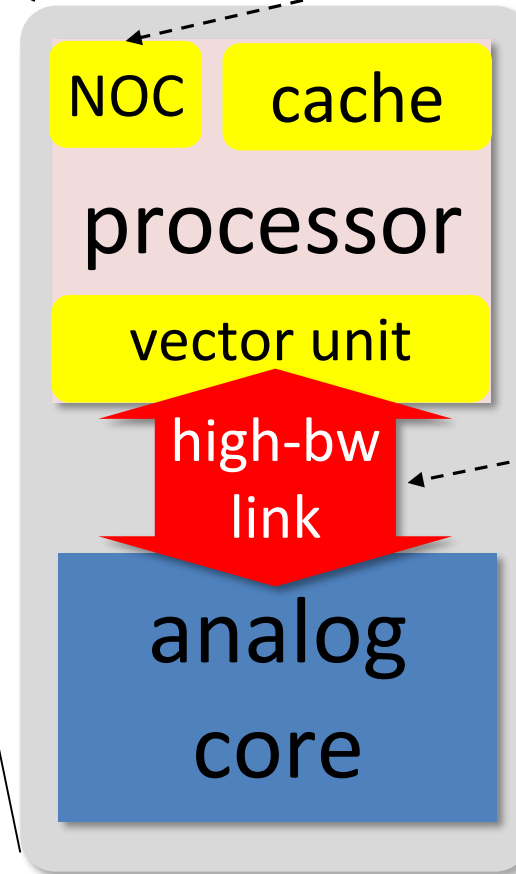 NOC
cache
processor
vector unit
high-bw
link
analog
core